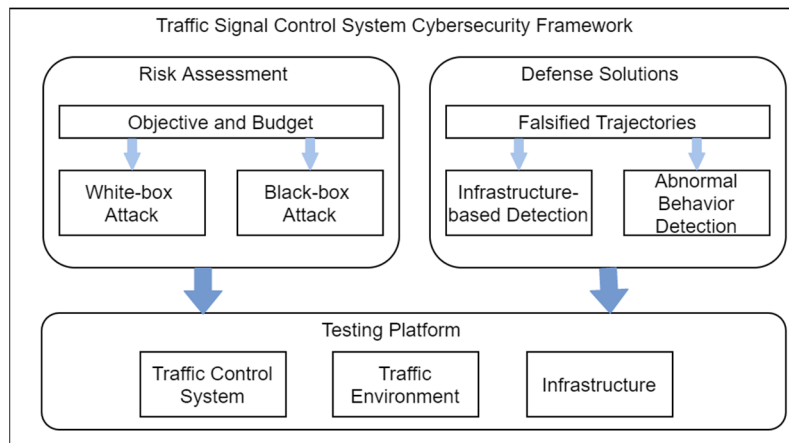 Traffic Signal Control System Cybersecurity Framework
Risk Assessment
Objective and Budget
White-box
Attack
Black-box
Attack
Defense Solutions
Falsified Trajectories
Infrastructure-
based Detection
Abnormal
Behavior
Detection
Testing Platform
Traffic Control
System
Traffic
Environment
Infrastructure